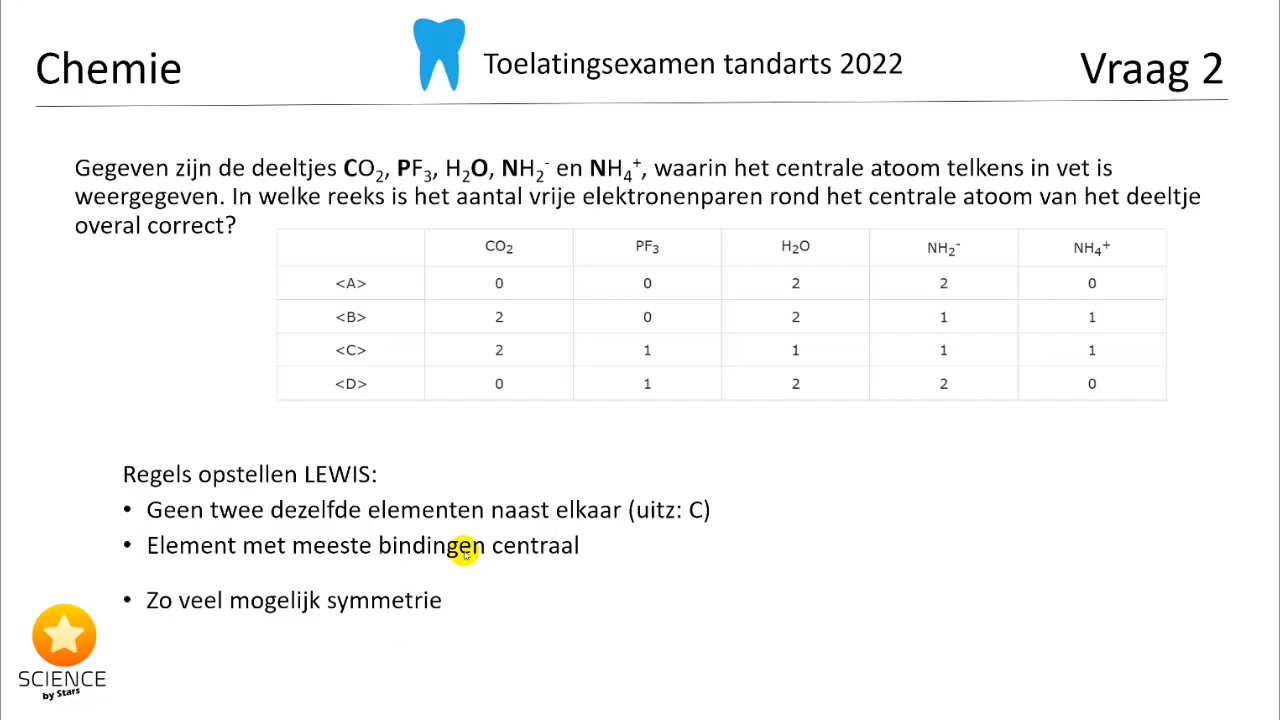 Chemie
Toelatingsexamen tandarts 2022
Vraag 2
Gegeven zijn de deeltjes CO₂, PF₃, H₂O, NH₂⁻ en NH₄⁺, waarin het centrale atoom telkens in vet is
weergegeven. In welke reeks is het aantal vrije elektronenparen rond het centrale atoom van het deeltje
overal correct?
CO₂ PF₃ H₂O NH₂⁻ NH₄⁺
<A> 0 0 2 2 0
<B> 2 0 2 1 1
<C> 2 1 1 1 1
<D> 0 1 2 2 0
Regels opstellen LEWIS:
• Geen twee dezelfde elementen naast elkaar (uitz: C)
• Element met meeste bindingen centraal
• Zo veel mogelijk symmetrie
SCIENCE
by Stars